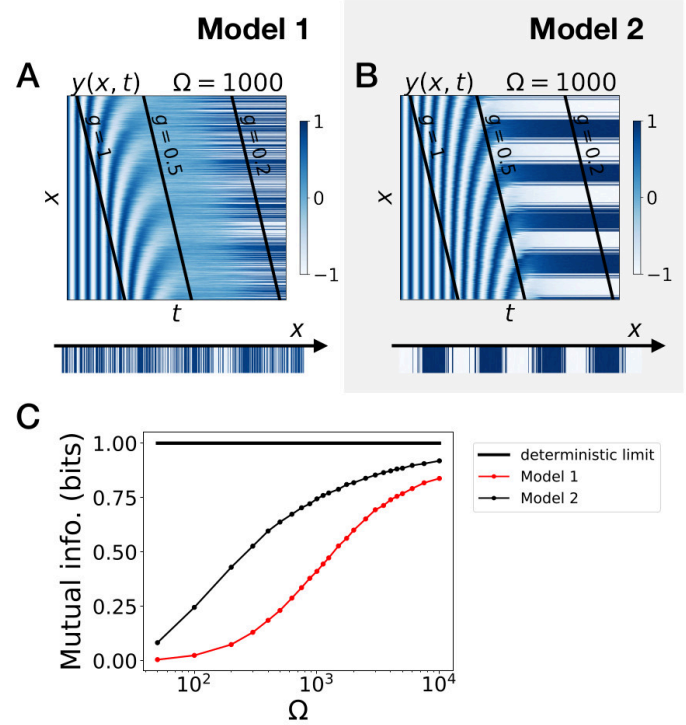 Model 1
Model 2
A
y(x, t)
Ω = 1000
g = 1
g = 0.5
g = 0.2
x
t
1
0
−1
x
B
y(x, t)
Ω = 1000
g = 1
g = 0.5
g = 0.2
x
t
1
0
−1
x
C
Mutual info. (bits)
1.00
0.75
0.50
0.25
0.00
10²
10³
10⁴
Ω
deterministic limit
Model 1
Model 2